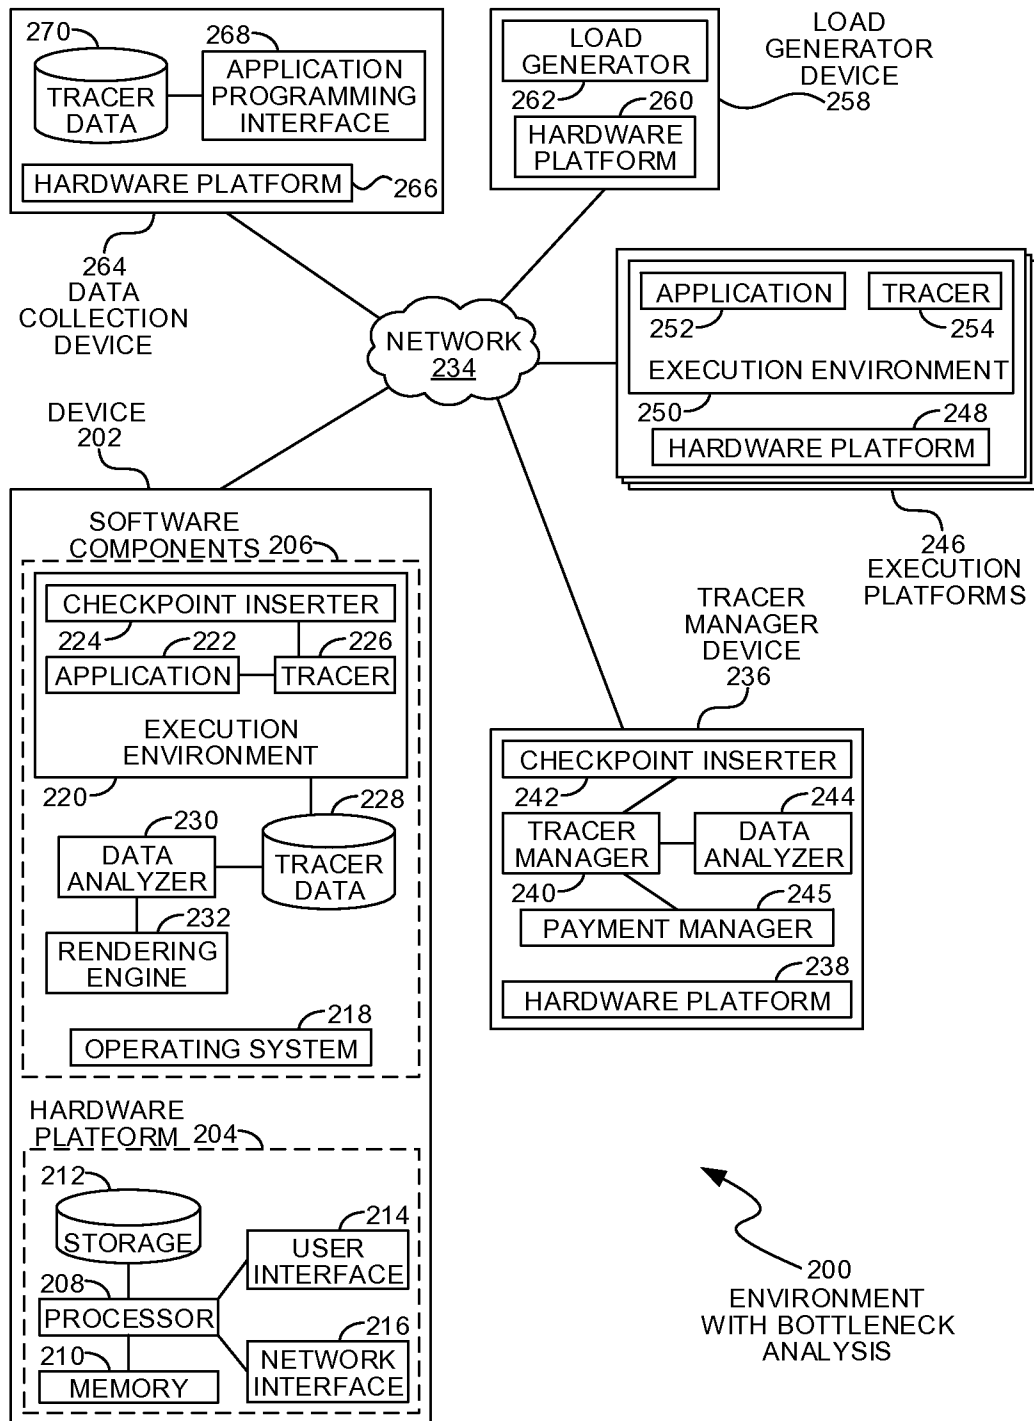 270
TRACER
DATA
268
APPLICATION
PROGRAMMING
INTERFACE
HARDWARE PLATFORM
266
264
DATA
COLLECTION
DEVICE
LOAD
GENERATOR
262
260
HARDWARE
PLATFORM
LOAD
GENERATOR
DEVICE
258
NETWORK
234
APPLICATION
252
TRACER
254
EXECUTION ENVIRONMENT
250
248
HARDWARE PLATFORM
246
EXECUTION
PLATFORMS
DEVICE
202
SOFTWARE
COMPONENTS 206
CHECKPOINT INSERTER
224
222
226
APPLICATION
TRACER
EXECUTION
ENVIRONMENT
220
228
230
DATA
ANALYZER
TRACER
DATA
232
RENDERING
ENGINE
218
OPERATING SYSTEM
HARDWARE
PLATFORM 204
212
STORAGE
214
USER
INTERFACE
208
PROCESSOR
216
NETWORK
INTERFACE
210
MEMORY
TRACER
MANAGER
DEVICE
236
CHECKPOINT INSERTER
242
244
TRACER
MANAGER
DATA
ANALYZER
240
245
PAYMENT MANAGER
238
HARDWARE PLATFORM
200
ENVIRONMENT
WITH BOTTLENECK
ANALYSIS